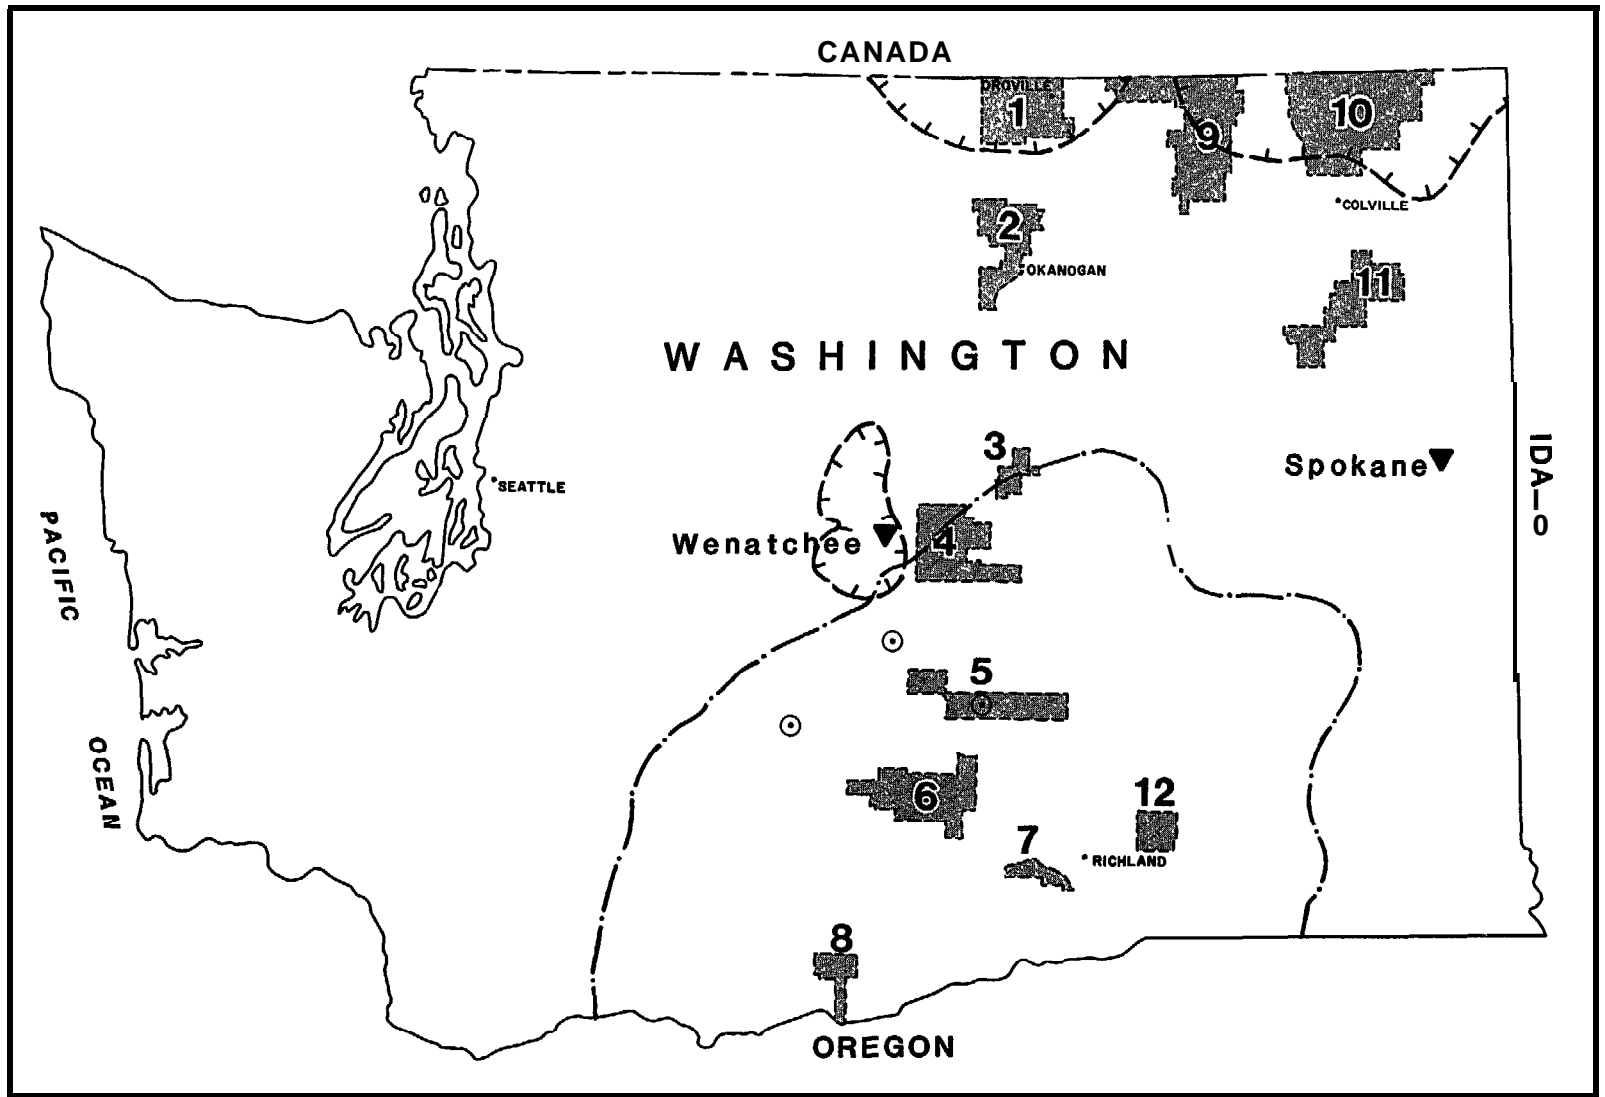 CANADA
OROVILLE
1
9
10
COLVILLE
2
OKANOGAN
11
WASHINGTON
3
Spokane
IDA—O
SEATTLE
Wenatchee
4
PACIFIC
OCEAN
5
6
12
7
RICHLAND
8
OREGON